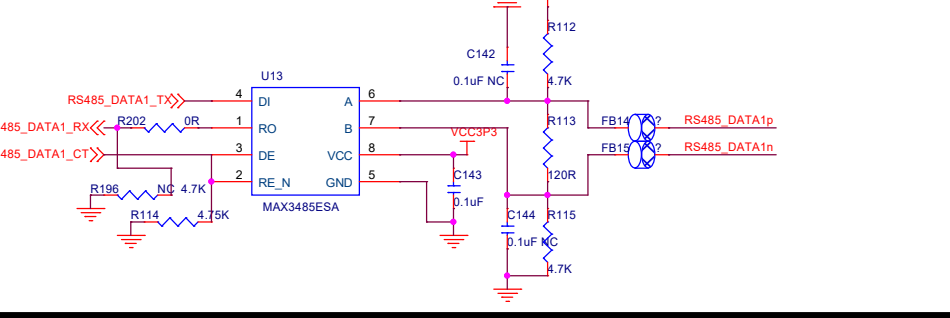 R112
C142
0.1uF NC
4.7K
U13
RS485_DATA1_TX
4
DI
A
6
485_DATA1_RX
R202
0R
1
RO
B
7
R113
FB14
?
RS485_DATA1p
VCC3P3
485_DATA1_CT
3
DE
VCC
8
FB15
?
RS485_DATA1n
2
RE_N
GND
5
C143
120R
R196
NC
4.7K
0.1uF
MAX3485ESA
R114
4.75K
C144
R115
0.1uF NC
4.7K